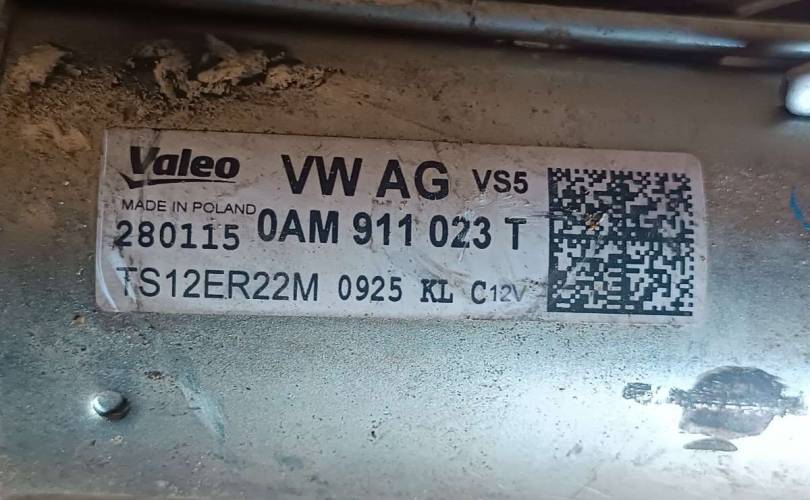 Valeo VW AG VS5
MADE IN POLAND
280115 0AM 911 023 T
TS12ER22M 0925 KL C12V